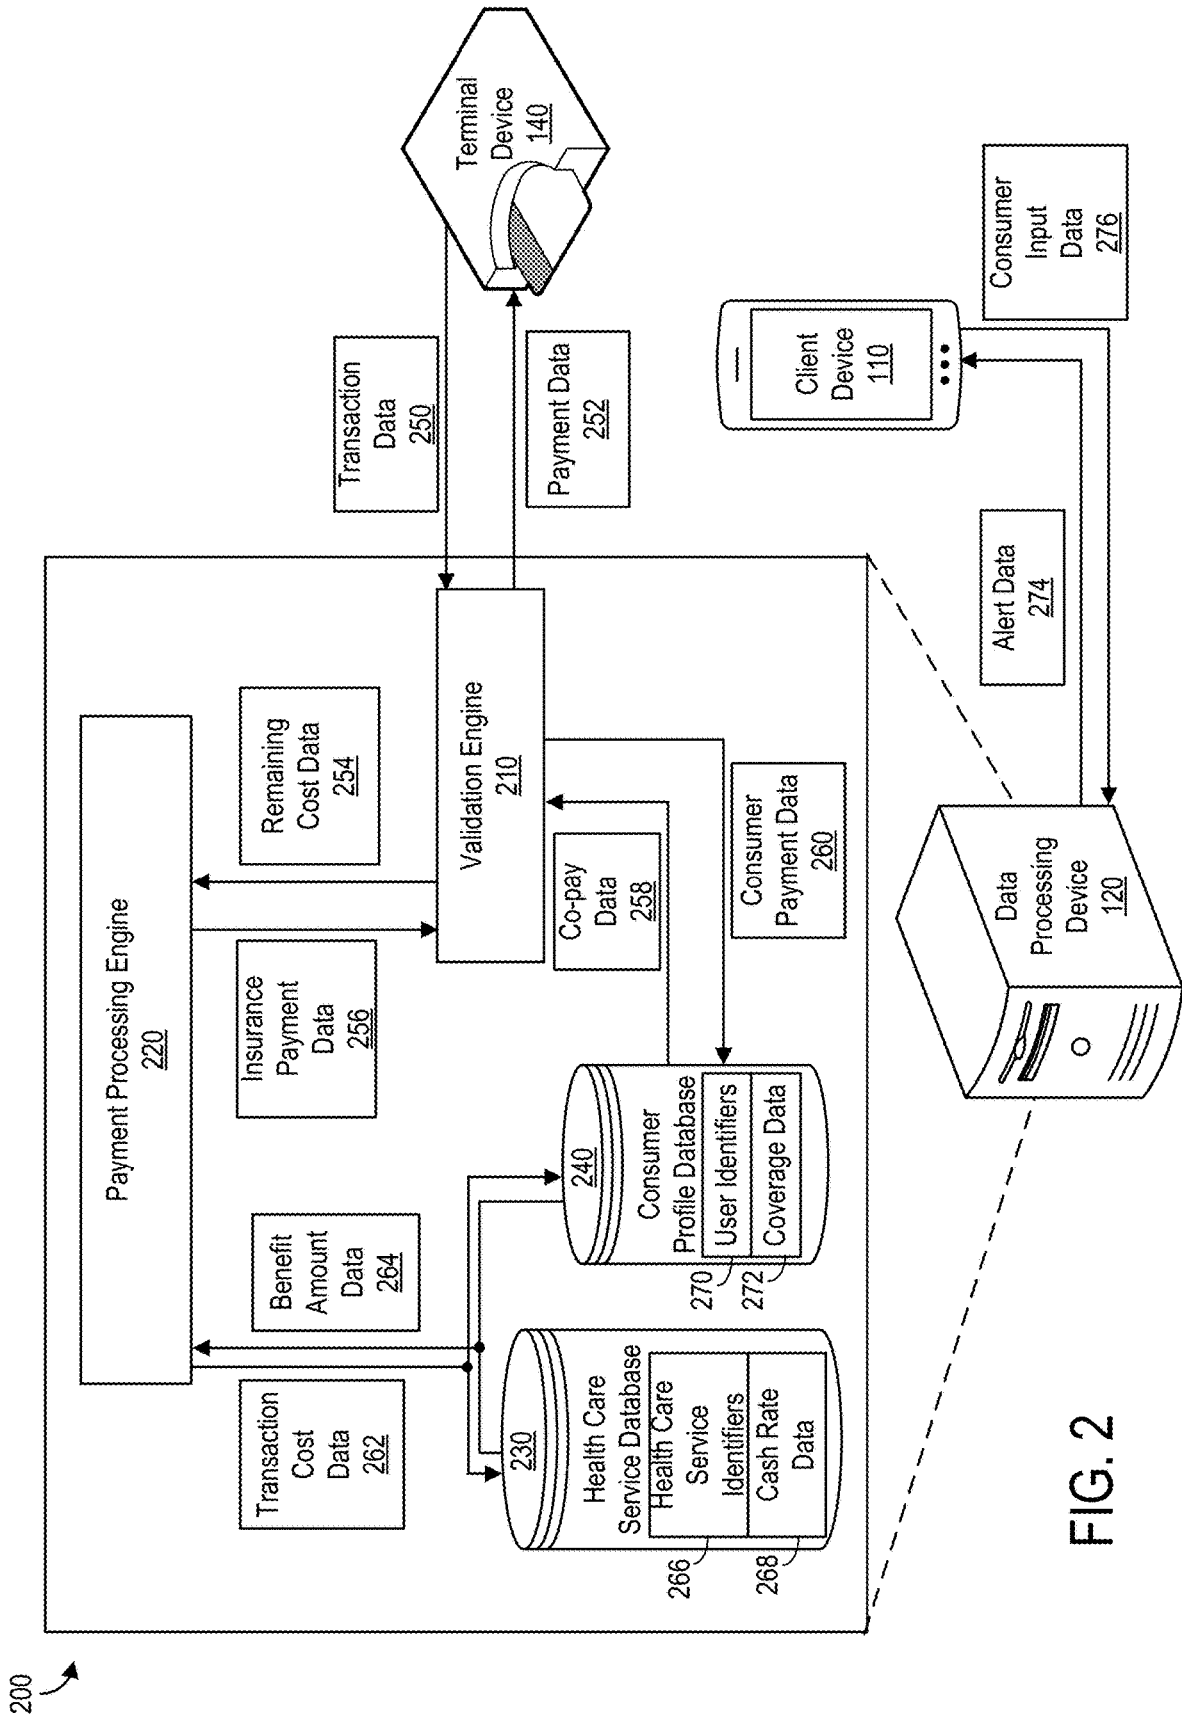 200
Payment Processing Engine
220
Transaction
Cost
Data
262
Benefit
Amount
Data
264
Insurance
Payment
Data
256
Remaining
Cost Data
254
Transaction
Data
250
Terminal
Device
140
Validation Engine
210
Payment Data
252
230
Health Care
Service Database
Health Care
Service
Identifiers
Cash Rate
Data
266
268
240
Consumer
Profile Database
User Identifiers
Coverage Data
270
272
Co-pay
Data
258
Consumer
Payment Data
260
Client
Device
110
Data
Processing
Device
120
Alert Data
274
Consumer
Input
Data
276
FIG. 2